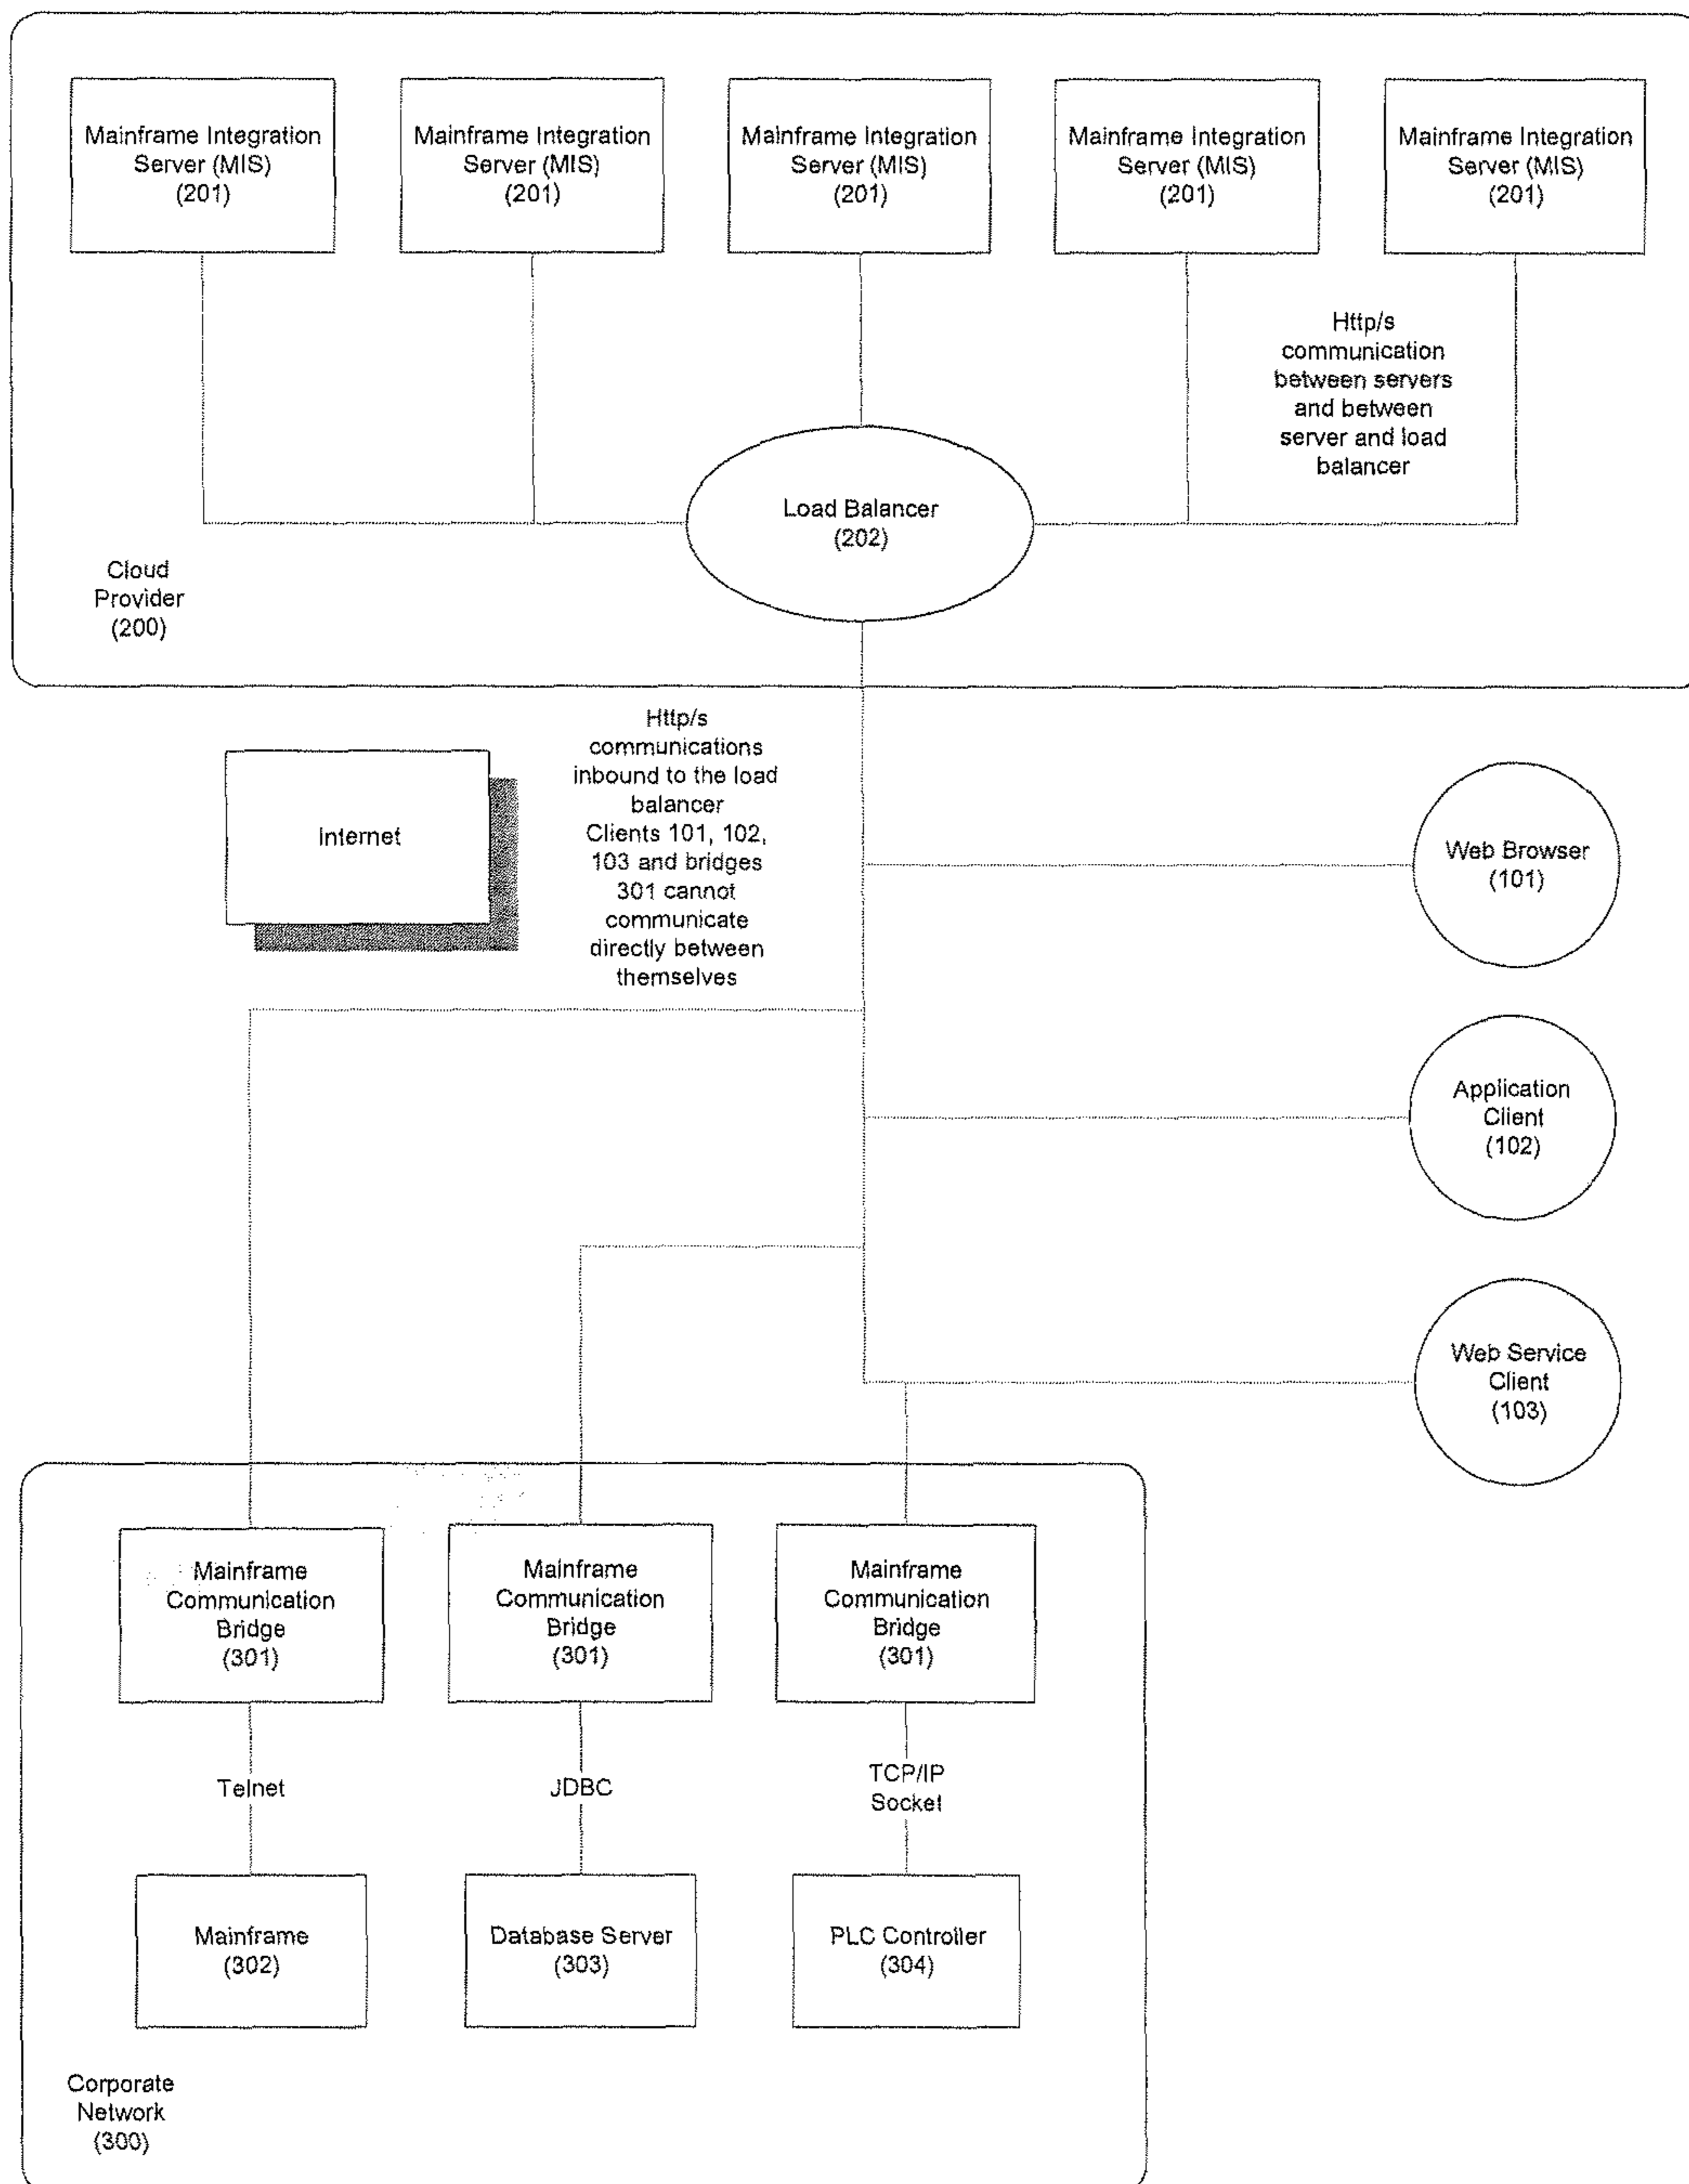 Mainframe Integration
Server (MIS)
(201)
Mainframe Integration
Server (MIS)
(201)
Mainframe Integration
Server (MIS)
(201)
Mainframe Integration
Server (MIS)
(201)
Mainframe Integration
Server (MIS)
(201)
Http/s
communication
between servers
and between
server and load
balancer
Load Balancer
(202)
Cloud
Provider
(200)
Http/s
communications
inbound to the load
balancer
Clients 101, 102,
103 and bridges
301 cannot
communicate
directly between
themselves
Internet
Web Browser
(101)
Application
Client
(102)
Web Service
Client
(103)
Mainframe
Communication
Bridge
(301)
Mainframe
Communication
Bridge
(301)
Mainframe
Communication
Bridge
(301)
Telnet
JDBC
TCP/IP
Socket
Mainframe
(302)
Database Server
(303)
PLC Controller
(304)
Corporate
Network
(300)